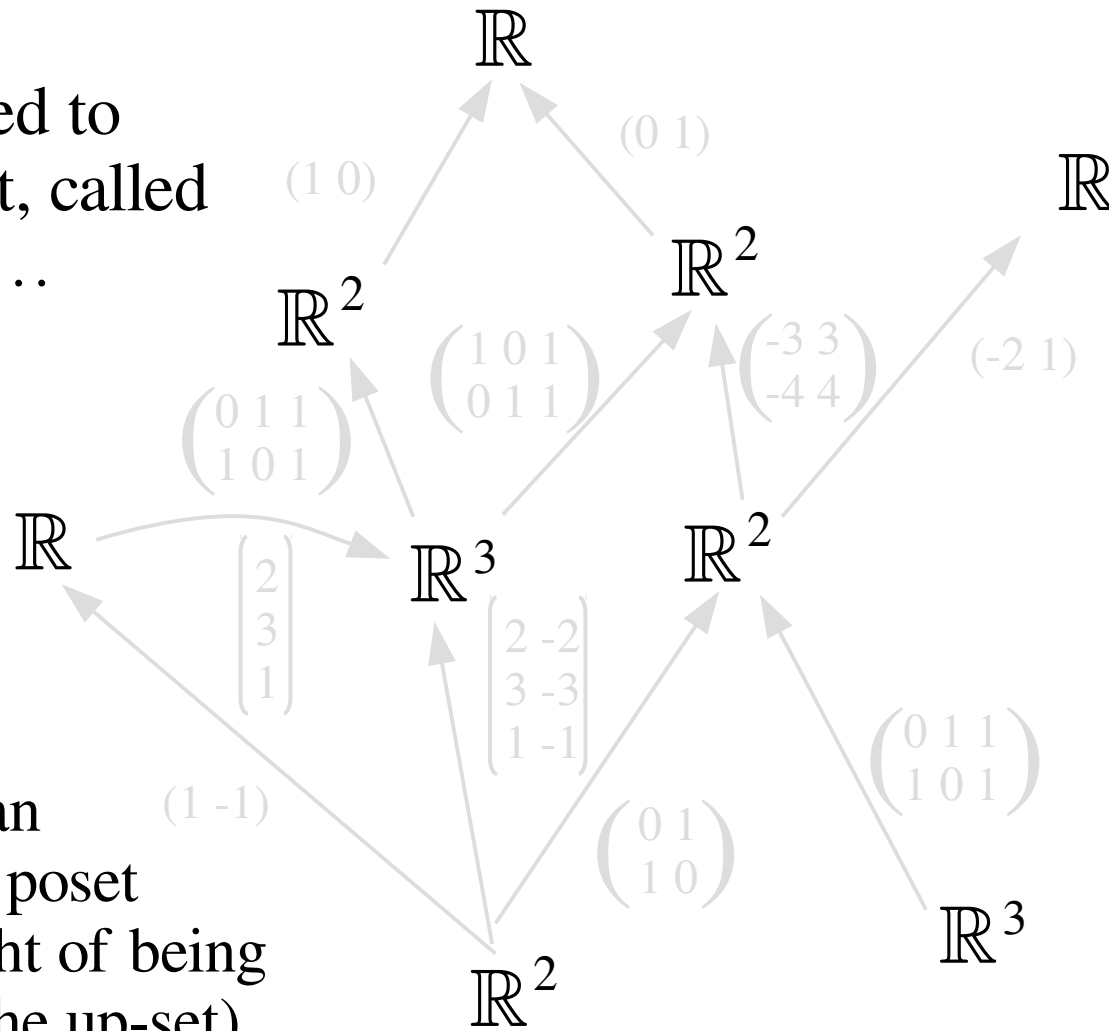 ℝ
ed to
(0 1)
t, called
(1 0)
ℝ
. .
ℝ²
ℝ²
1 0 1
0 1 1
-3 3
-4 4
(-2 1)
0 1 1
1 0 1
ℝ
ℝ³
ℝ²
2
3
1
2 -2
3 -3
1 -1
0 1 1
1 0 1
an
(1 -1)
0 1
1 0
poset
ht of being
ℝ³
ℝ²
he up-set)